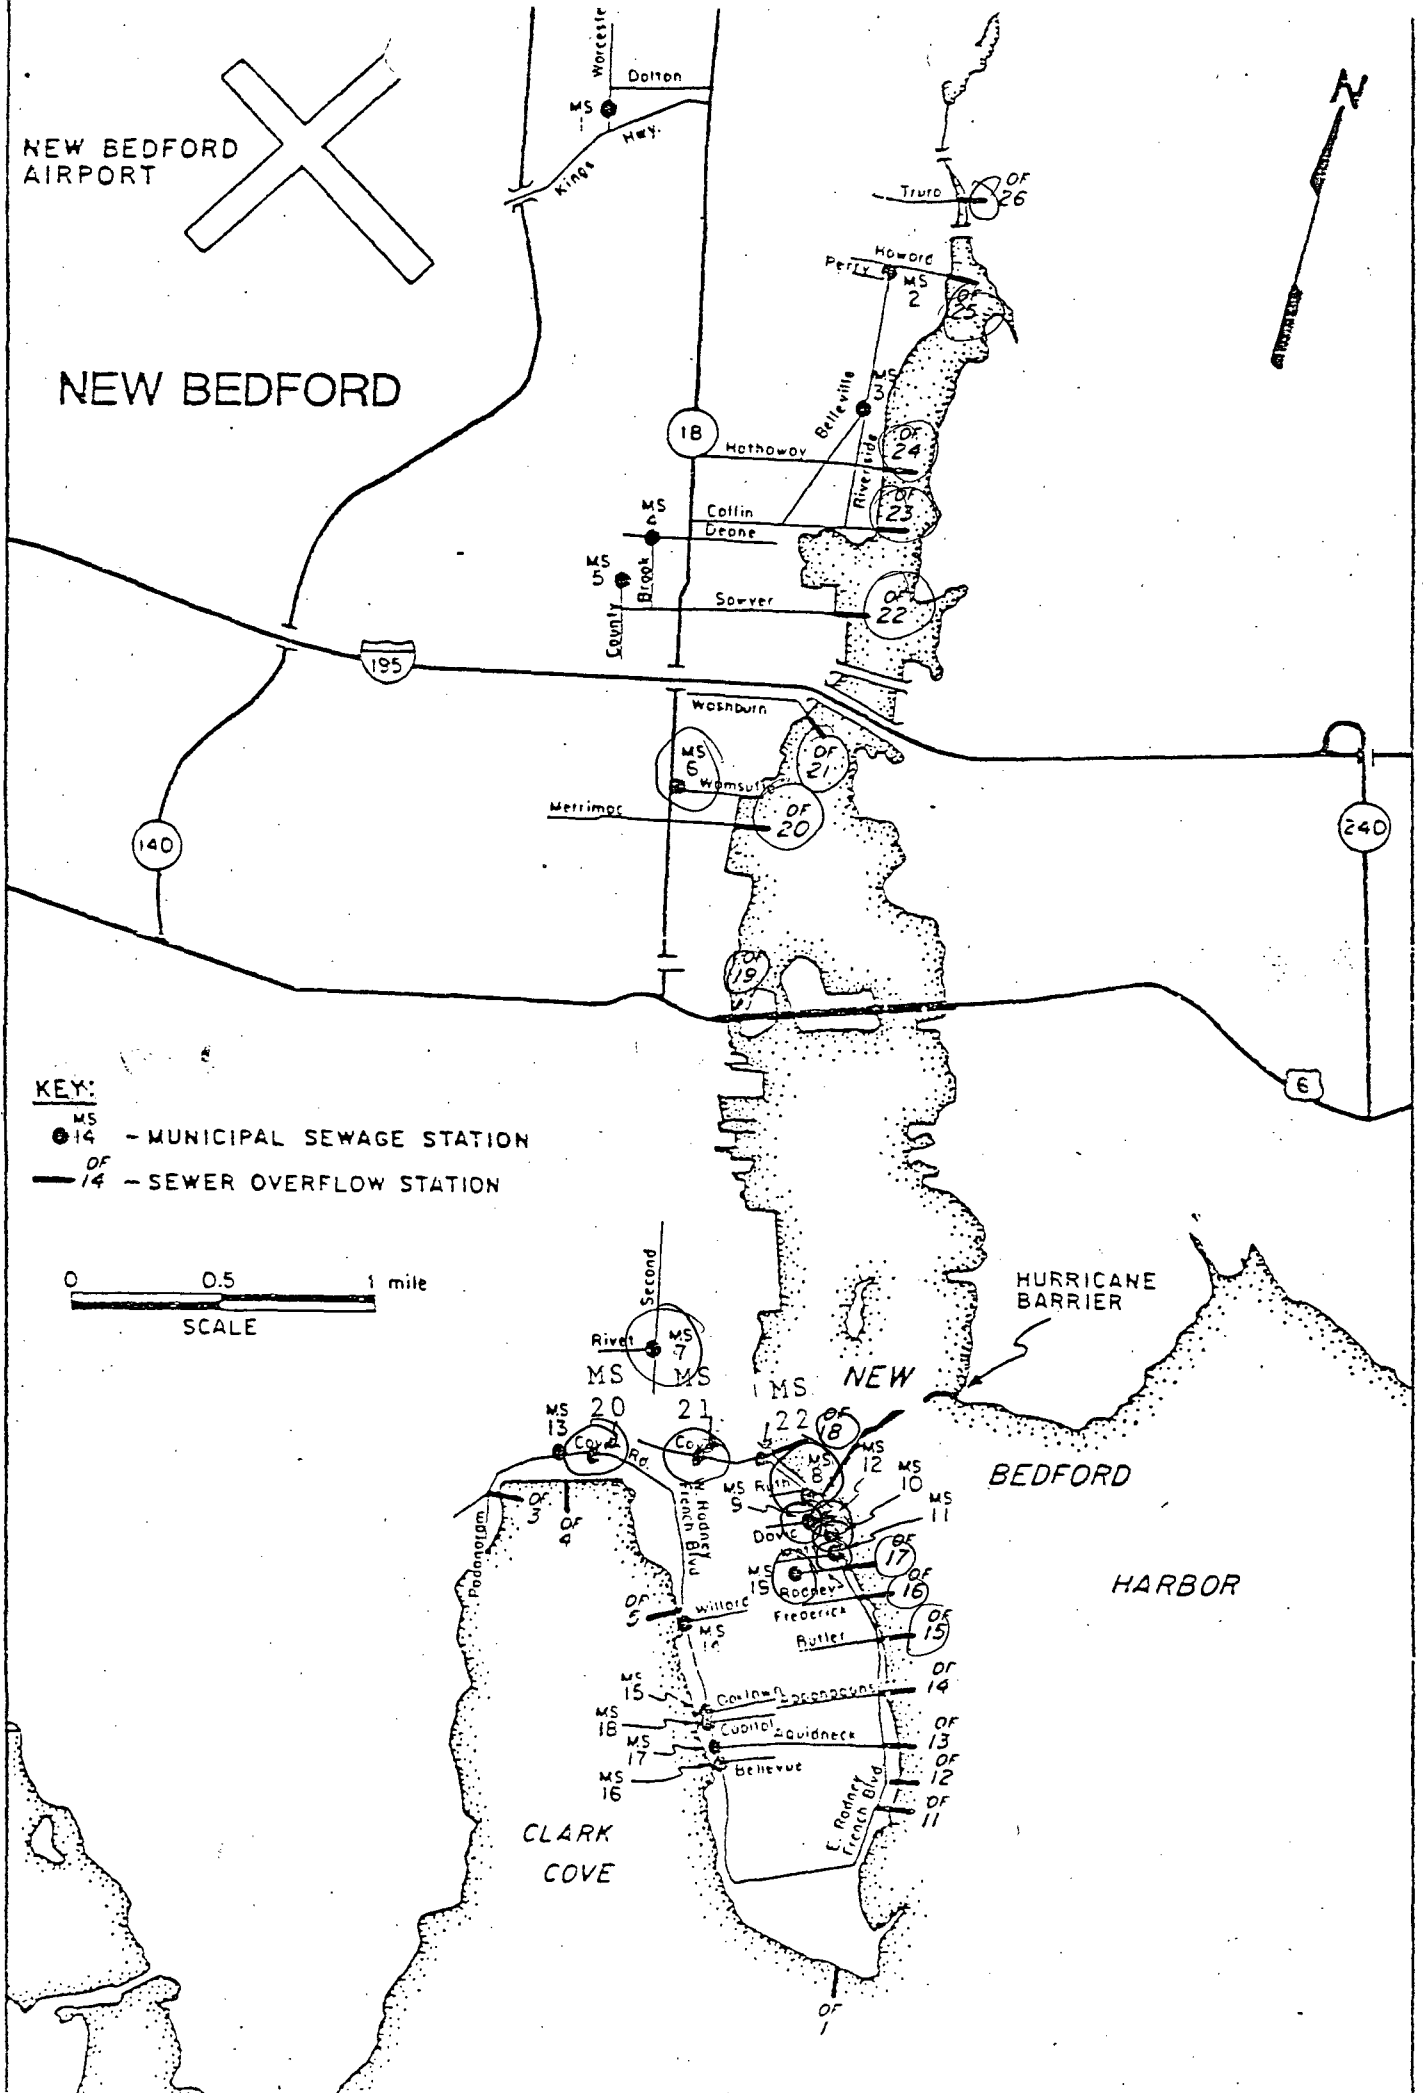 Worceste
Dalton
MS
1
Kings
Hwy.
N
NEW BEDFORD
AIRPORT
Truro
OF
26
Howard
Perry
MS
2
OF
25
NEW BEDFORD
Belleville
MS
3
18
Hathaway
OF
24
Riverside
OF
23
Coffin
Deane
MS
4
MS
5
Brook
County
Sawyer
OF
22
195
Washburn
OF
21
MS
6
Wamsutta
OF
20
Merrimac
140
240
OF
19
6
KEY:
MS
14 - MUNICIPAL SEWAGE STATION
OF
14 - SEWER OVERFLOW STATION
0 0.5 1 mile
SCALE
Second
Rivet
MS
7
HURRICANE
BARRIER
NEW
BEDFORD
HARBOR
MS
20
MS
21
MS
22
MS
13
Cove
Rd.
Cove
OF
18
MS
8
MS
12
MS
10
MS
11
Ruth
MS
9
OF
3
OF
4
Padanaram
W. Rodney
French Blvd
OF
17
MS
19
Rodney
OF
16
Frederick
OF
15
Butler
OF
5
Willard
MS
14
OF
14
MS
15
MS
18
Capitol
Aquidneck
OF
13
MS
17
OF
12
MS
16
Bellevue
OF
11
E. Rodney
French Blvd
CLARK
COVE
OF
1